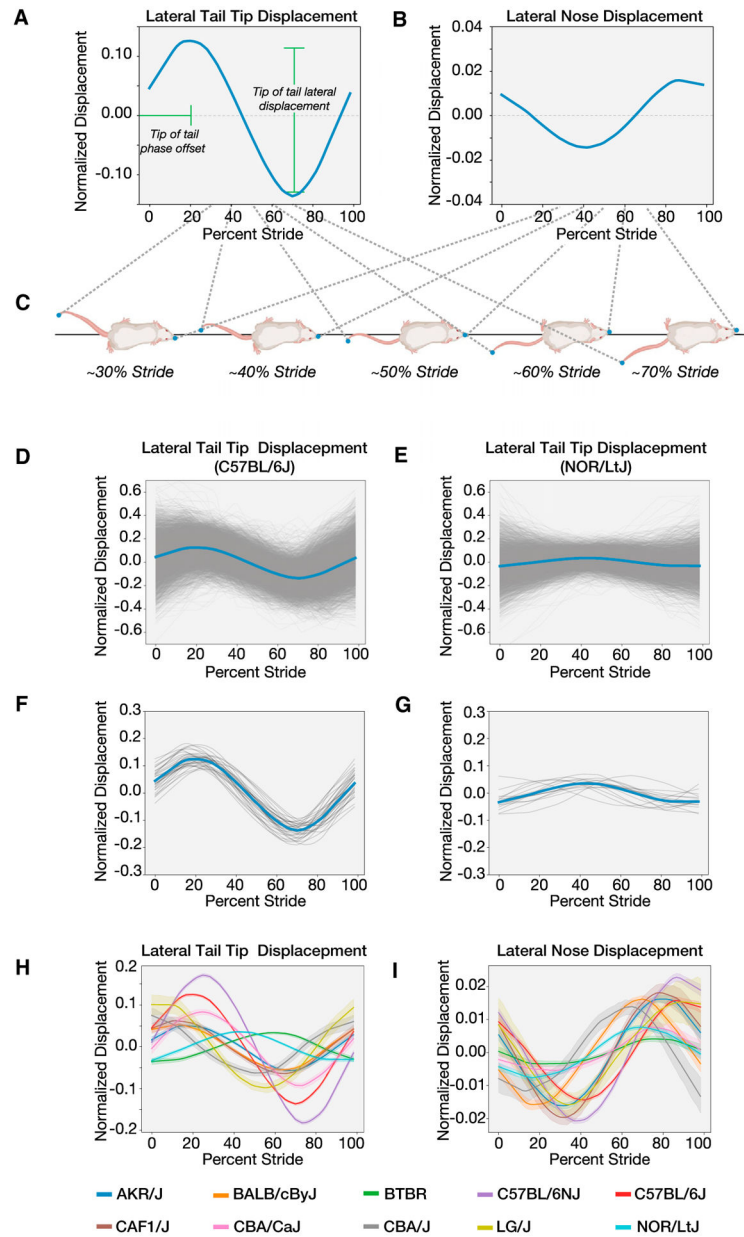 A
Lateral Tail Tip Displacement
Normalized Displacement
0.10
0.00
-0.10
Tip of tail
phase offset
Tip of tail lateral
displacement
0 20 40 60 80 100
Percent Stride
B
Lateral Nose Displacement
Normalized Displacement
0.04
0.02
0.00
-0.02
-0.04
0 20 40 60 80 100
Percent Stride
C
~30% Stride
~40% Stride
~50% Stride
~60% Stride
~70% Stride
D
Lateral Tail Tip Displacepment
(C57BL/6J)
Normalized Displacement
0.6
0.4
0.2
0.0
-0.2
-0.4
-0.6
0 20 40 60 80 100
Percent Stride
E
Lateral Tail Tip Displacepment
(NOR/LtJ)
Normalized Displacement
0.6
0.4
0.2
0.0
-0.2
-0.4
-0.6
0 20 40 60 80 100
Percent Stride
F
Normalized Displacement
0.3
0.2
0.1
0.0
-0.1
-0.2
-0.3
0 20 40 60 80 100
Percent Stride
G
Normalized Displacement
0.3
0.2
0.1
0.0
-0.1
-0.2
-0.3
0 20 40 60 80 100
Percent Stride
H
Lateral Tail Tip Displacepment
Normalized Displacement
0.2
0.1
0.0
-0.1
-0.2
0 20 40 60 80 100
Percent Stride
I
Lateral Nose Displacepment
Normalized Displacement
0.02
0.01
0.00
-0.01
-0.02
0 20 40 60 80 100
Percent Stride
AKR/J BALB/cByJ BTBR C57BL/6NJ C57BL/6J
CAF1/J CBA/CaJ CBA/J LG/J NOR/LtJ